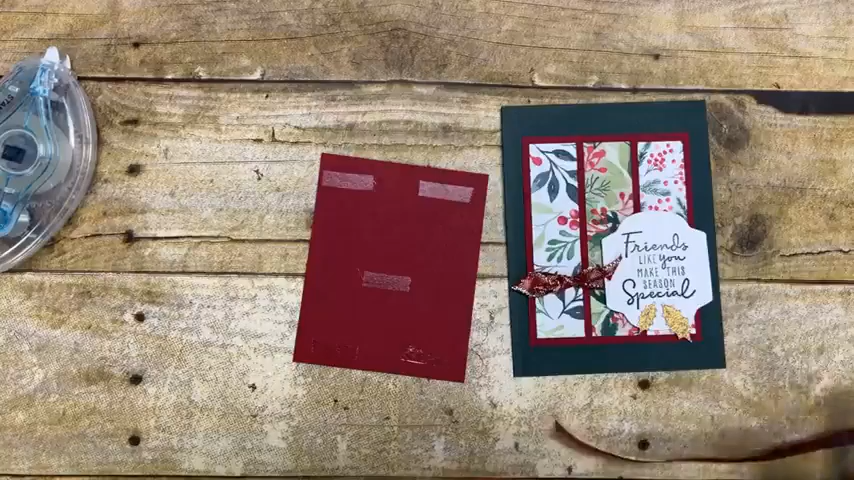 Friends
LIKE you
MAKE THIS
SEASON
Special